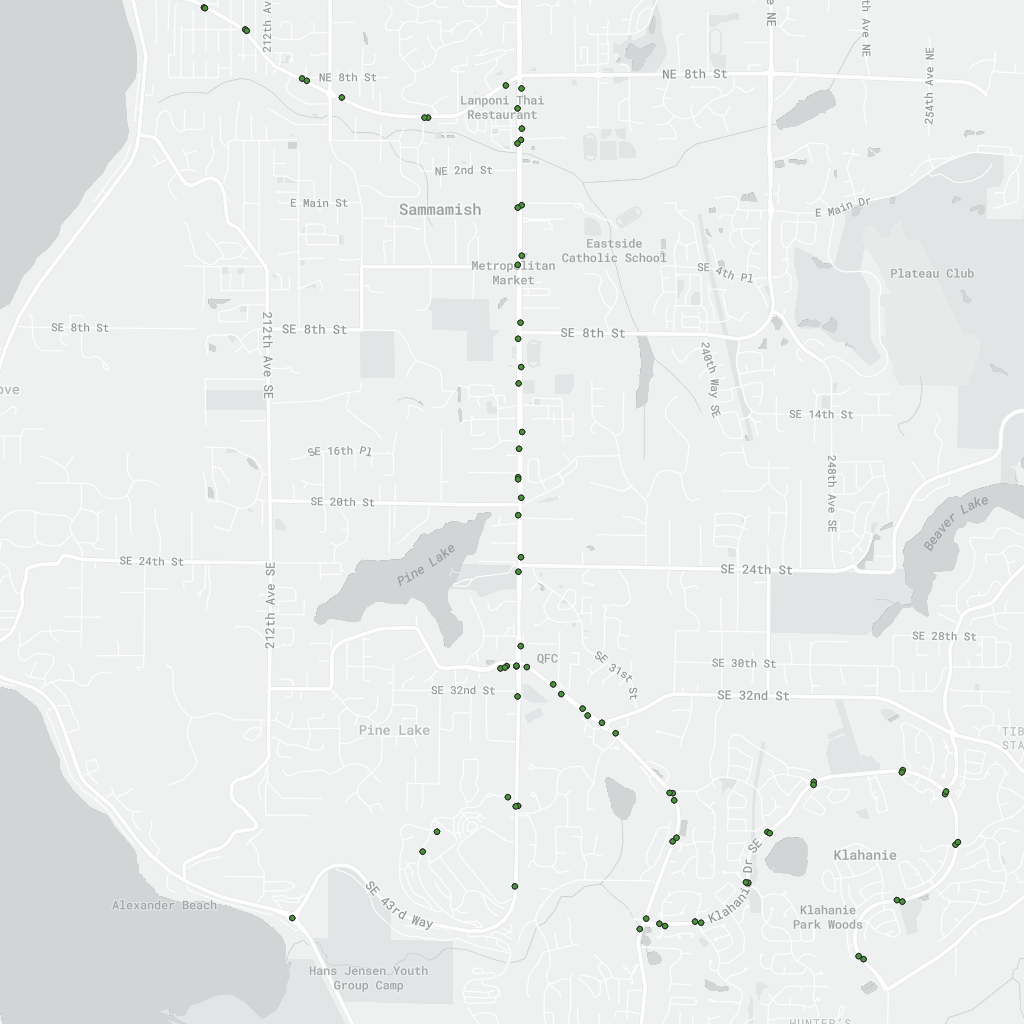 212th Ave
Ave NE
th Ave NE
254th Ave NE
NE 8th St
NE 8th St
Lanponi Thai
Restaurant
NE 2nd St
E Main St
Sammamish
E Main Dr
Eastside
Catholic School
Metropolitan
Market
SE 4th Pl
Plateau Club
SE 8th St
212th Ave SE
SE 8th St
SE 8th St
240th Way SE
ove
SE 14th St
SE 16th Pl
248th Ave SE
SE 20th St
Beaver Lake
Pine Lake
SE 24th St
SE 24th St
212th Ave SE
SE 28th St
QFC
SE 31st St
SE 30th St
SE 32nd St
SE 32nd St
Pine Lake
TIB
STA
Klahanie
Klahanie Dr SE
SE 43rd Way
Alexander Beach
Klahanie
Park Woods
Hans Jensen Youth
Group Camp
HUNTER'S